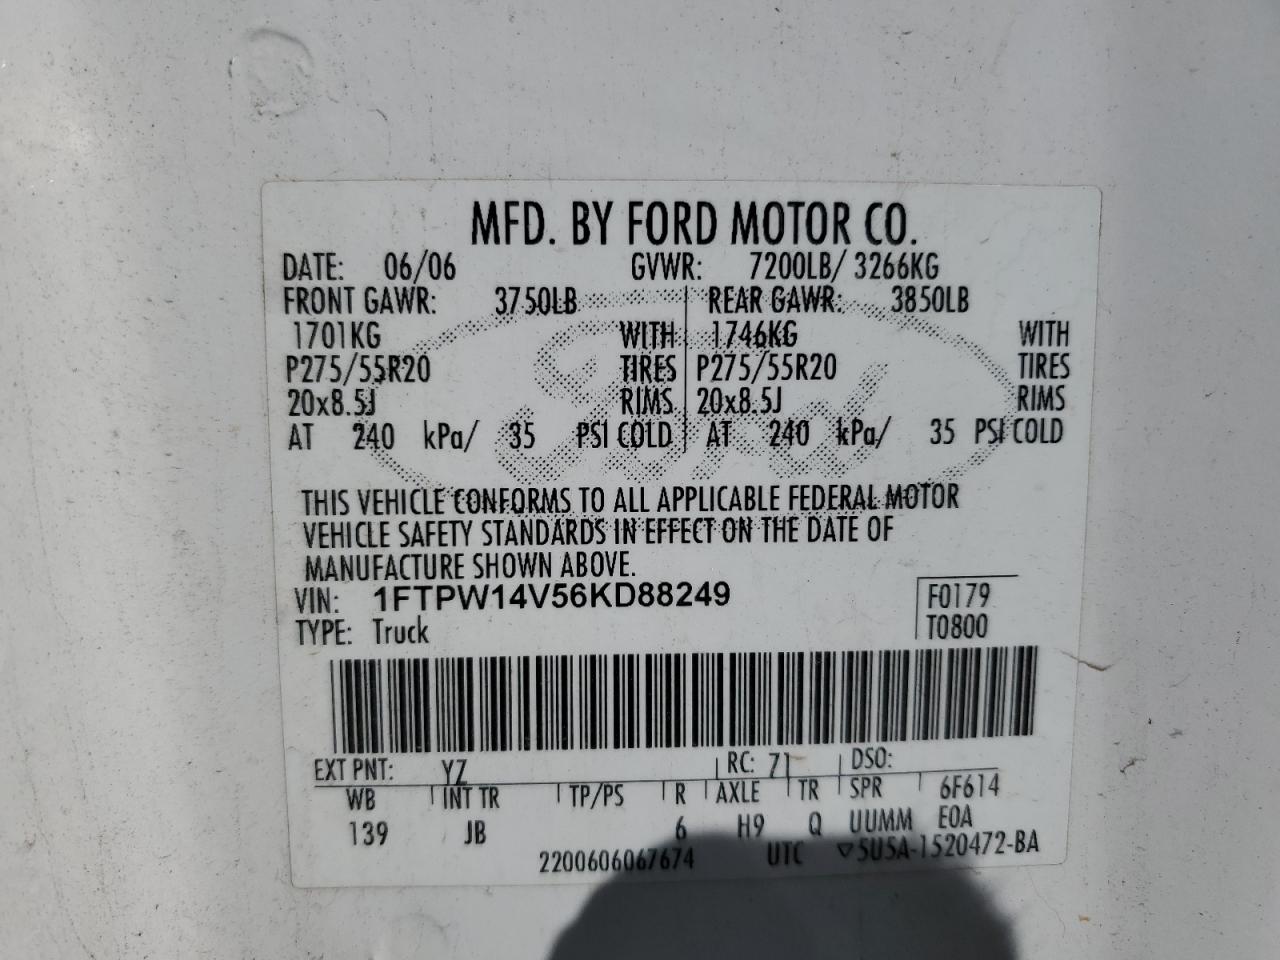 MFD. BY FORD MOTOR CO.
DATE: 06/06 GVWR: 7200LB/ 3266KG
FRONT GAWR: 3750LB REAR GAWR: 3850LB
1701KG WITH 1746KG WITH
P275/55R20 TIRES P275/55R20 TIRES
20x8.5J RIMS 20x8.5J RIMS
AT 240 kPa/ 35 PSI COLD AT 240 kPa/ 35 PSI COLD
Ford
THIS VEHICLE CONFORMS TO ALL APPLICABLE FEDERAL MOTOR
VEHICLE SAFETY STANDARDS IN EFFECT ON THE DATE OF
MANUFACTURE SHOWN ABOVE.
VIN: 1FTPW14V56KD88249 F0179
TYPE: Truck T0800
EXT PNT: YZ RC: 71 DSO:
WB INT TR TP/PS R AXLE TR SPR 6F614
139 JB 6 H9 Q UUMM EOA
2200606067674 UTC ▽5U5A-1520472-BA